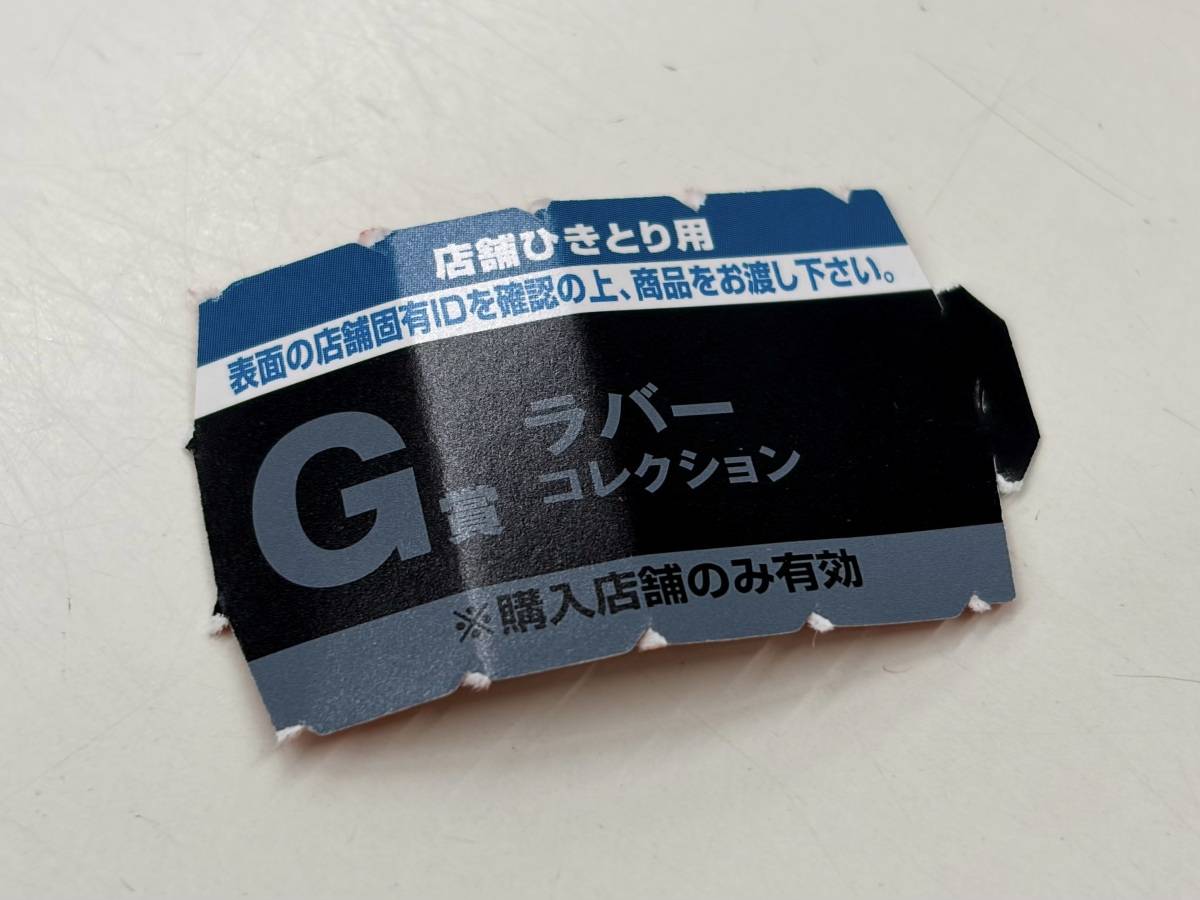 店舗ひきとり用
表面の店舗固有IDを確認の上、商品をお渡し下さい。
G賞
ラバー
コレクション
※購入店舗のみ有効